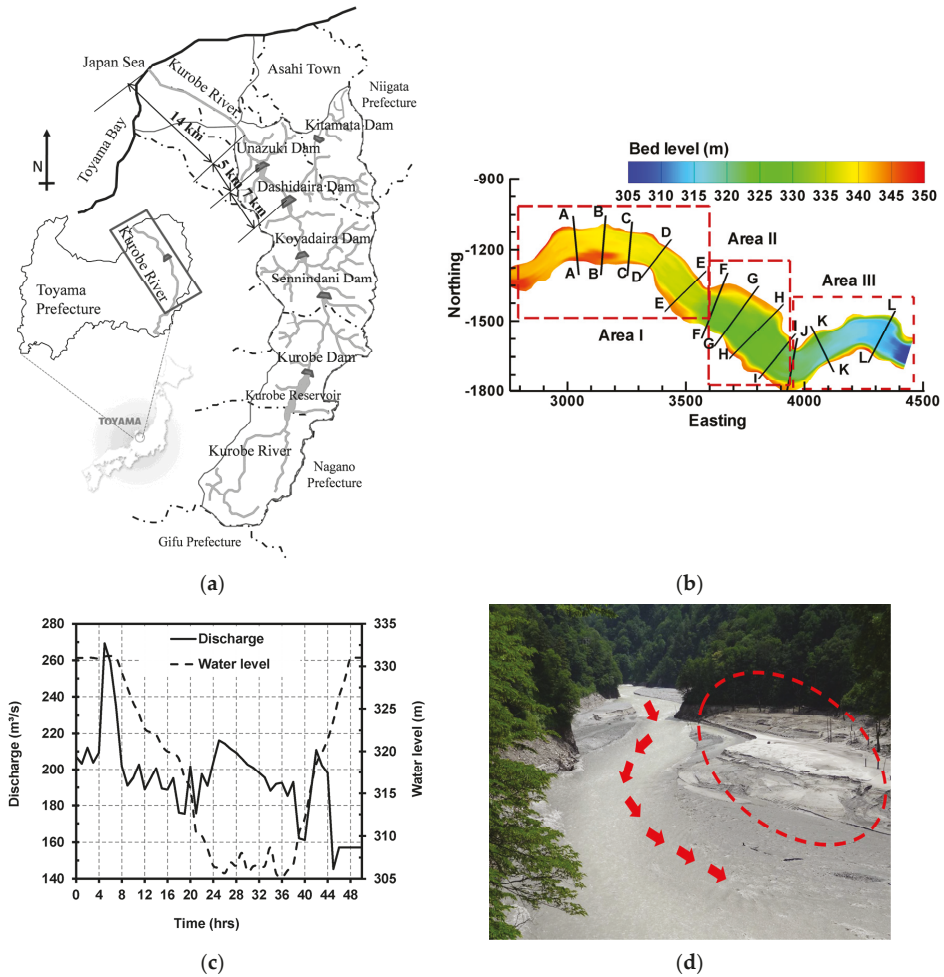 Japan Sea
Kurobe River
Asahi Town
Niigata
Prefecture
Kitamata Dam
14 km
Unazuki Dam
N
Toyama Bay
5 km
7 km
Dashidaira Dam
Koyadaira Dam
Kurobe River
Sennindani Dam
Toyama
Prefecture
Kurobe Dam
Kurobe Reservoir
TOYAMA
Kurobe River
Nagano
Prefecture
Gifu Prefecture
(a)
Bed level (m)
305 310 315 320 325 330 335 340 345 350
-900
-1200
-1500
-1800
Northing
A B C D E F G H I J K L
A B C D E F G H I K L
Area I
Area II
Area III
3000 3500 4000 4500
Easting
(b)
280
260
240
220
200
180
160
140
Discharge (m³/s)
Discharge
Water level
335
330
325
320
315
310
305
Water level (m)
0 4 8 12 16 20 24 28 32 36 40 44 48
Time (hrs)
(c)
(d)